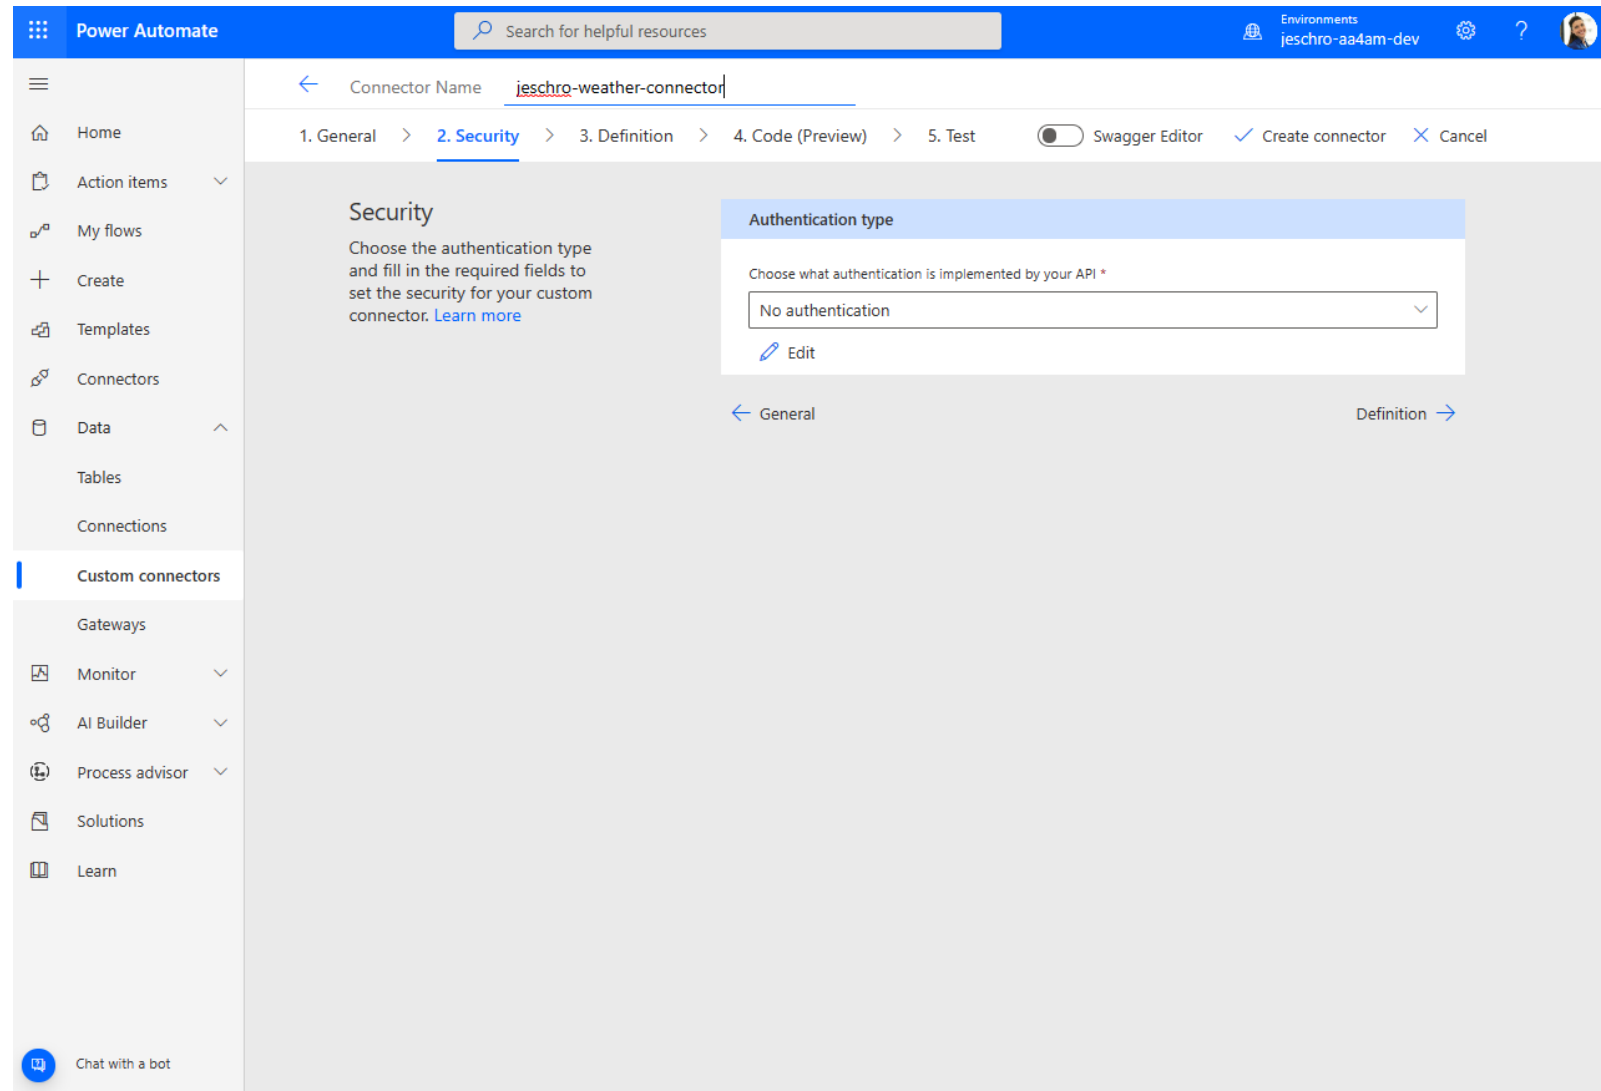 Power Automate
Search for helpful resources
Environments
jeschro-aa4am-dev
?
Connector Name jeschro-weather-connector
1. General > 2. Security > 3. Definition > 4. Code (Preview) > 5. Test Swagger Editor Create connector Cancel
Home
Action items
My flows
Create
Templates
Connectors
Data
Tables
Connections
Custom connectors
Gateways
Monitor
AI Builder
Process advisor
Solutions
Learn
Chat with a bot
Security
Choose the authentication type
and fill in the required fields to
set the security for your custom
connector. Learn more
Authentication type
Choose what authentication is implemented by your API *
No authentication
Edit
General
Definition